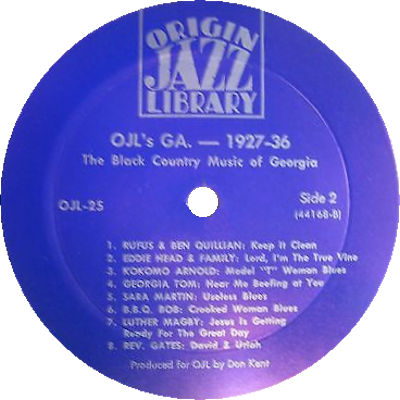 ORIGIN
JAZZ
LIBRARY
OJL's GA. — 1927-36
The Black Country Music of Georgia
OJL-25
Side 2
(44168-B)
1. RUFUS & BEN QUILLIAN: Keep It Clean
2. EDDIE HEAD & FAMILY: Lord, I'm The True Vine
3. KOKOMO ARNOLD: Model "T" Woman Blues
4. GEORGIA TOM: Hear Me Beefing at You
5. SARA MARTIN: Useless Blues
6. B.B.Q. BOB: Crooked Woman Blues
7. LUTHER MAGBY: Jesus Is Getting
Ready For The Great Day
8. REV. GATES: David & Uriah
Produced for OJL by Don Kent